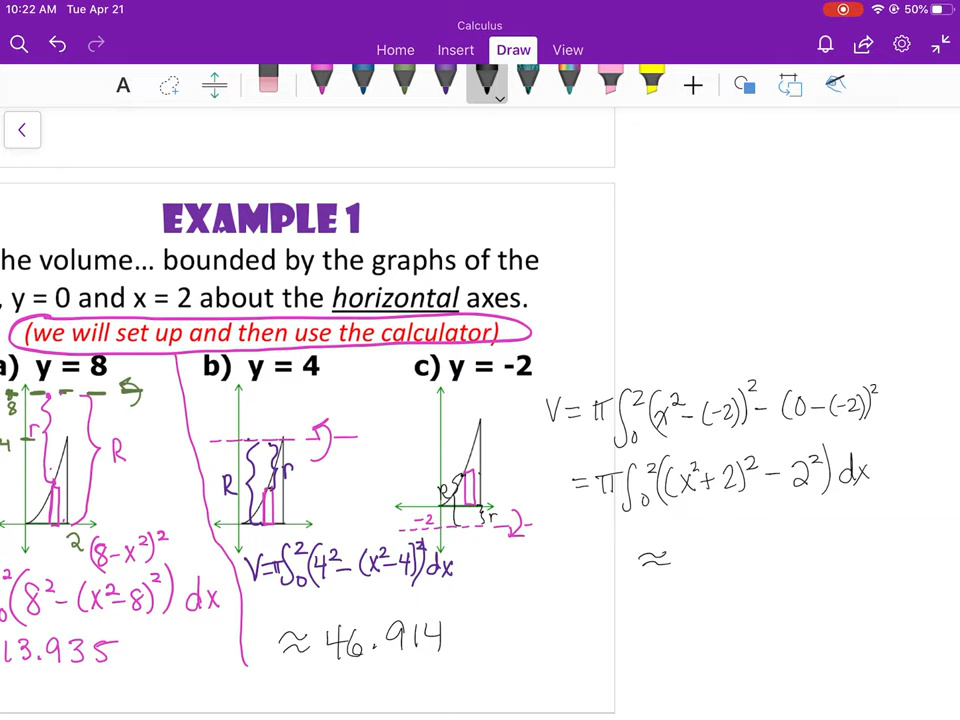 10:22 AM Tue Apr 21
50%
Calculus
Home Insert Draw View
A
EXAMPLE 1
he volume... bounded by the graphs of the
, y = 0 and x = 2 about the horizontal axes.
(we will set up and then use the calculator)
a) y = 8 b) y = 4 c) y = -2
8
4
r
R
2
(8-x²)²
²₀(8² - (x²-8)²) dx
13.935
R
r
V=π∫₀²(4² - (x²-4)²) dx
≈ 46.914
R
-2
r
V = π∫₀²(x² - (-2))² - (0 - (-2))²
= π∫₀²((x²+2)² - 2²) dx
≈